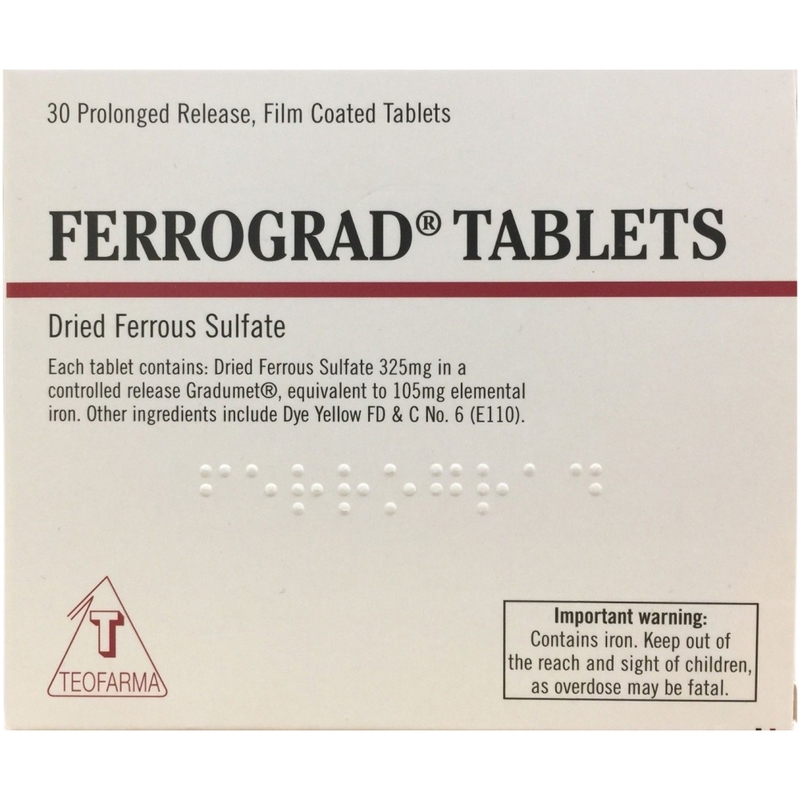 30 Prolonged Release, Film Coated Tablets
FERROGRAD® TABLETS
Dried Ferrous Sulfate
Each tablet contains: Dried Ferrous Sulfate 325mg in a
controlled release Gradumet®, equivalent to 105mg elemental
iron. Other ingredients include Dye Yellow FD & C No. 6 (E110).
⠋⠑⠗⠗⠕⠛⠗⠁⠙
T
TEOFARMA
Important warning:
Contains iron. Keep out of
the reach and sight of children,
as overdose may be fatal.